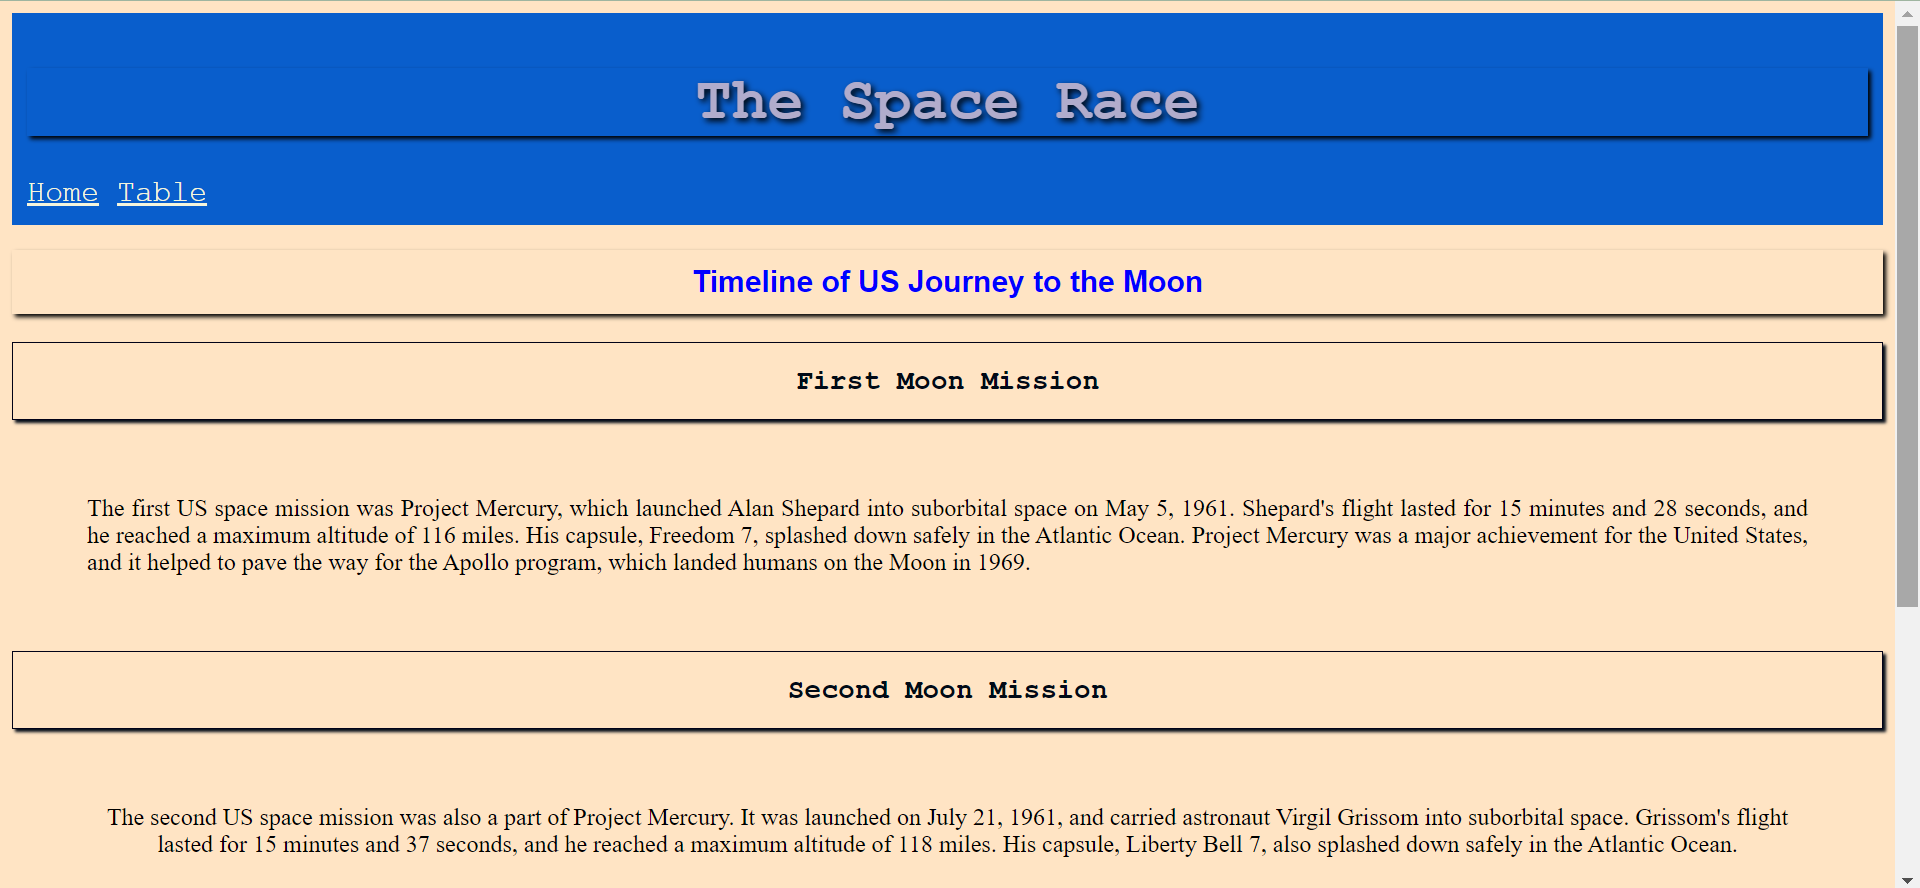 The Space Race
Home Table
Timeline of US Journey to the Moon
First Moon Mission
The first US space mission was Project Mercury, which launched Alan Shepard into suborbital space on May 5, 1961. Shepard's flight lasted for 15 minutes and 28 seconds, and
he reached a maximum altitude of 116 miles. His capsule, Freedom 7, splashed down safely in the Atlantic Ocean. Project Mercury was a major achievement for the United States,
and it helped to pave the way for the Apollo program, which landed humans on the Moon in 1969.
Second Moon Mission
The second US space mission was also a part of Project Mercury. It was launched on July 21, 1961, and carried astronaut Virgil Grissom into suborbital space. Grissom's flight
lasted for 15 minutes and 37 seconds, and he reached a maximum altitude of 118 miles. His capsule, Liberty Bell 7, also splashed down safely in the Atlantic Ocean.